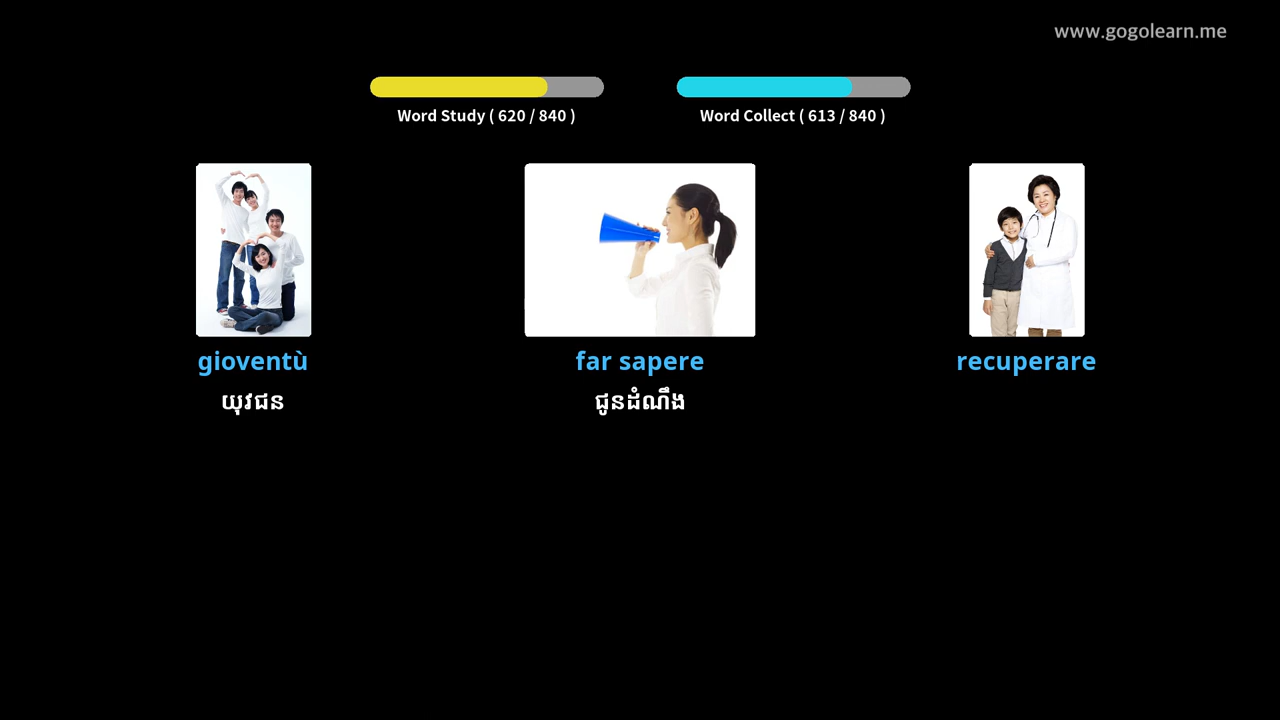 www.gogolearn.me
Word Study ( 620 / 840 )
Word Collect ( 613 / 840 )
gioventù
far sapere
recuperare
យុវជន
ជូនដំណឹង